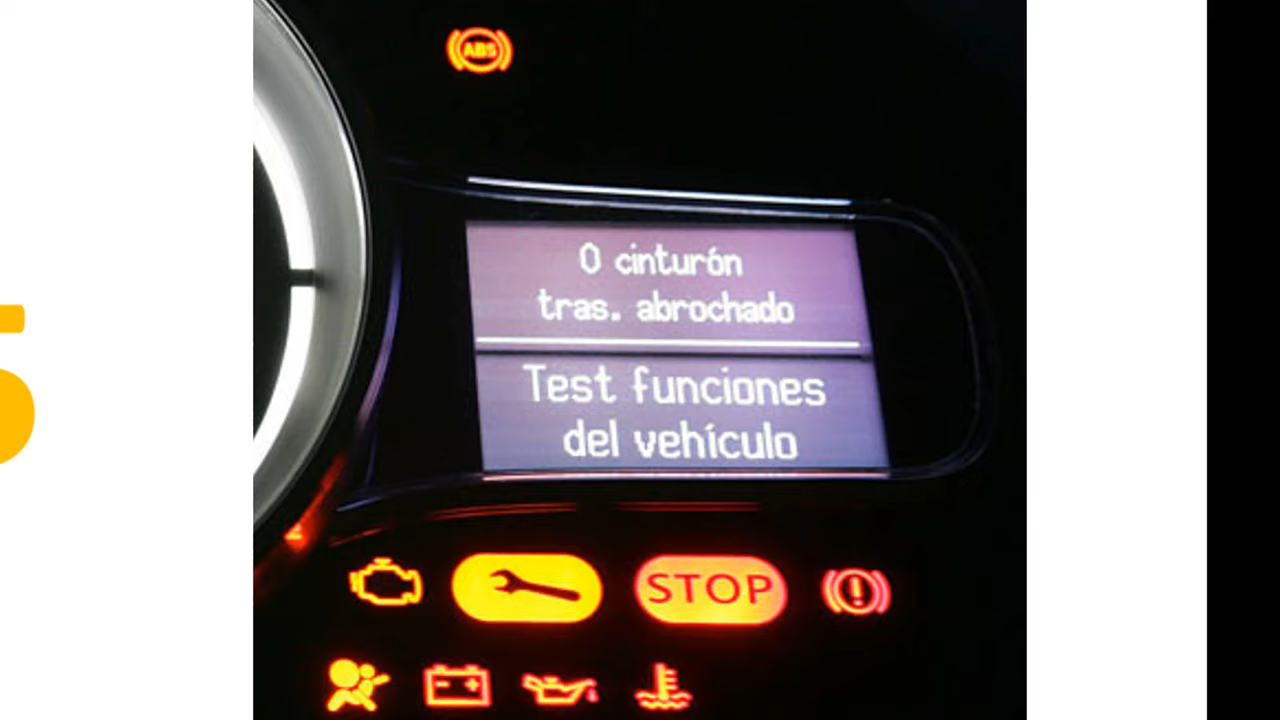 ABS
0 cinturón
tras. abrochado
Test funciones
del vehículo
STOP